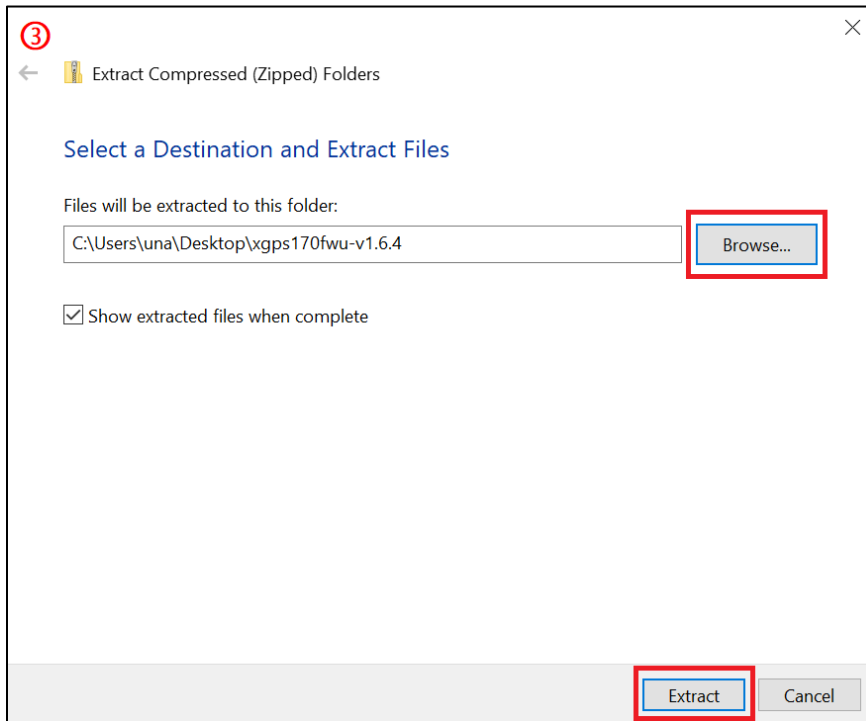 ③
Extract Compressed (Zipped) Folders
Select a Destination and Extract Files
Files will be extracted to this folder:
C:\Users\una\Desktop\xgps170fwu-v1.6.4
Browse...
Show extracted files when complete
Extract
Cancel